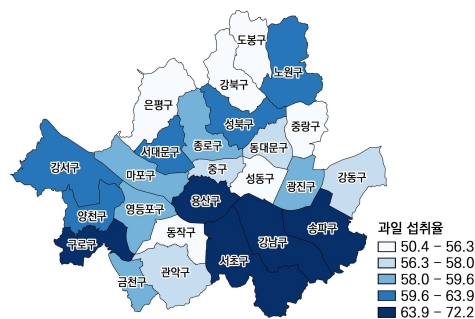 도봉구
노원구
강북구
은평구
성북구
중랑구
종로구
동대문구
서대문구
강서구
마포구
중구
성동구
강동구
광진구
용산구
양천구
영등포구
송파구
동작구
구로구
강남구
서초구
관악구
금천구
과일 섭취율
50.4 – 56.3
56.3 – 58.0
58.0 – 59.6
59.6 – 63.9
63.9 – 72.2